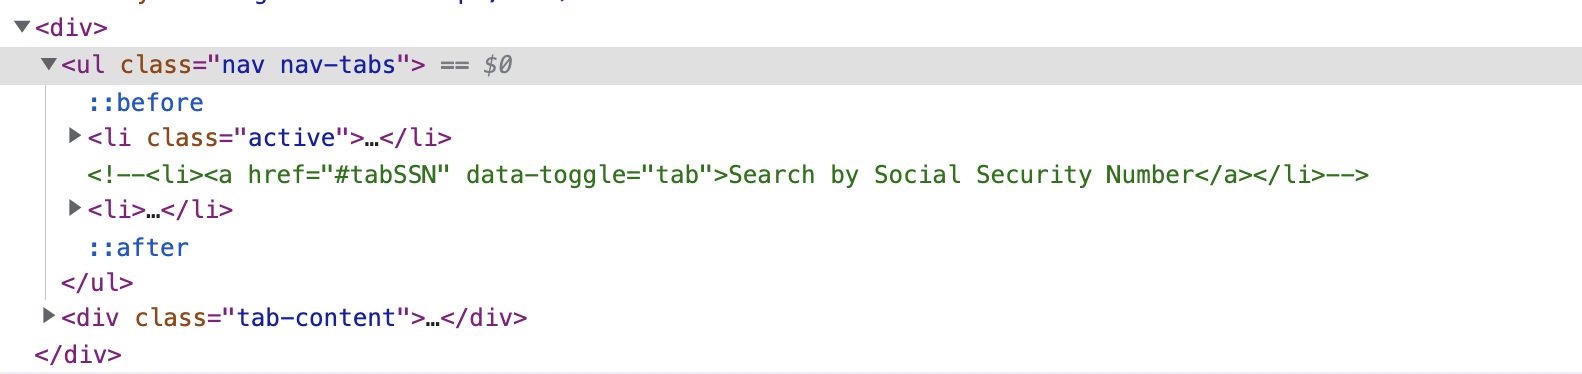 <div>
<ul class="nav nav-tabs"> == $0
::before
<li class="active">…</li>
<!--<li><a href="#tabSSN" data-toggle="tab">Search by Social Security Number</a></li>-->
<li>…</li>
::after
</ul>
<div class="tab-content">…</div>
</div>